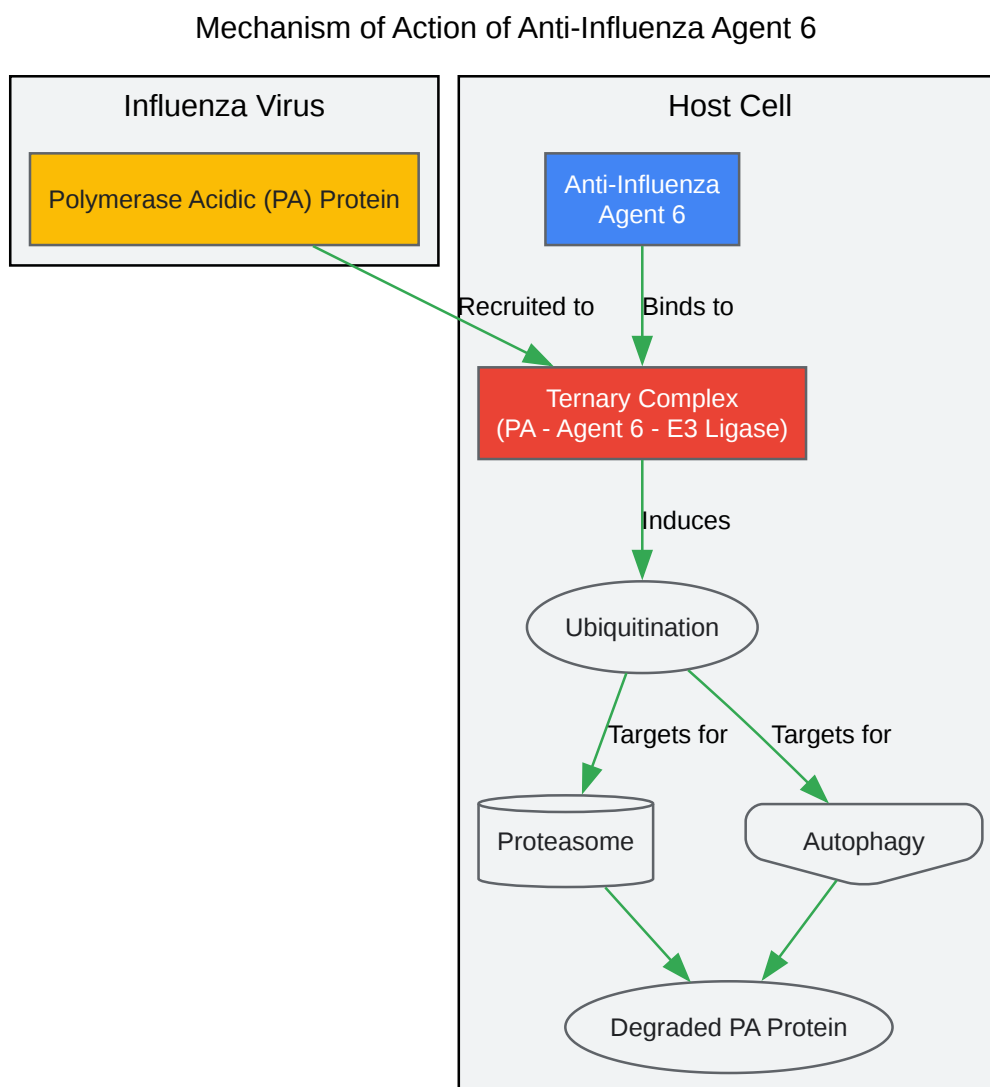 Mechanism of Action of Anti-Influenza Agent 6
Influenza Virus
Host Cell
Polymerase Acidic (PA) Protein
Anti-Influenza
Agent 6
Recruited to
Binds to
Ternary Complex
(PA - Agent 6 - E3 Ligase)
Induces
Ubiquitination
Targets for
Targets for
Proteasome
Autophagy
Degraded PA Protein